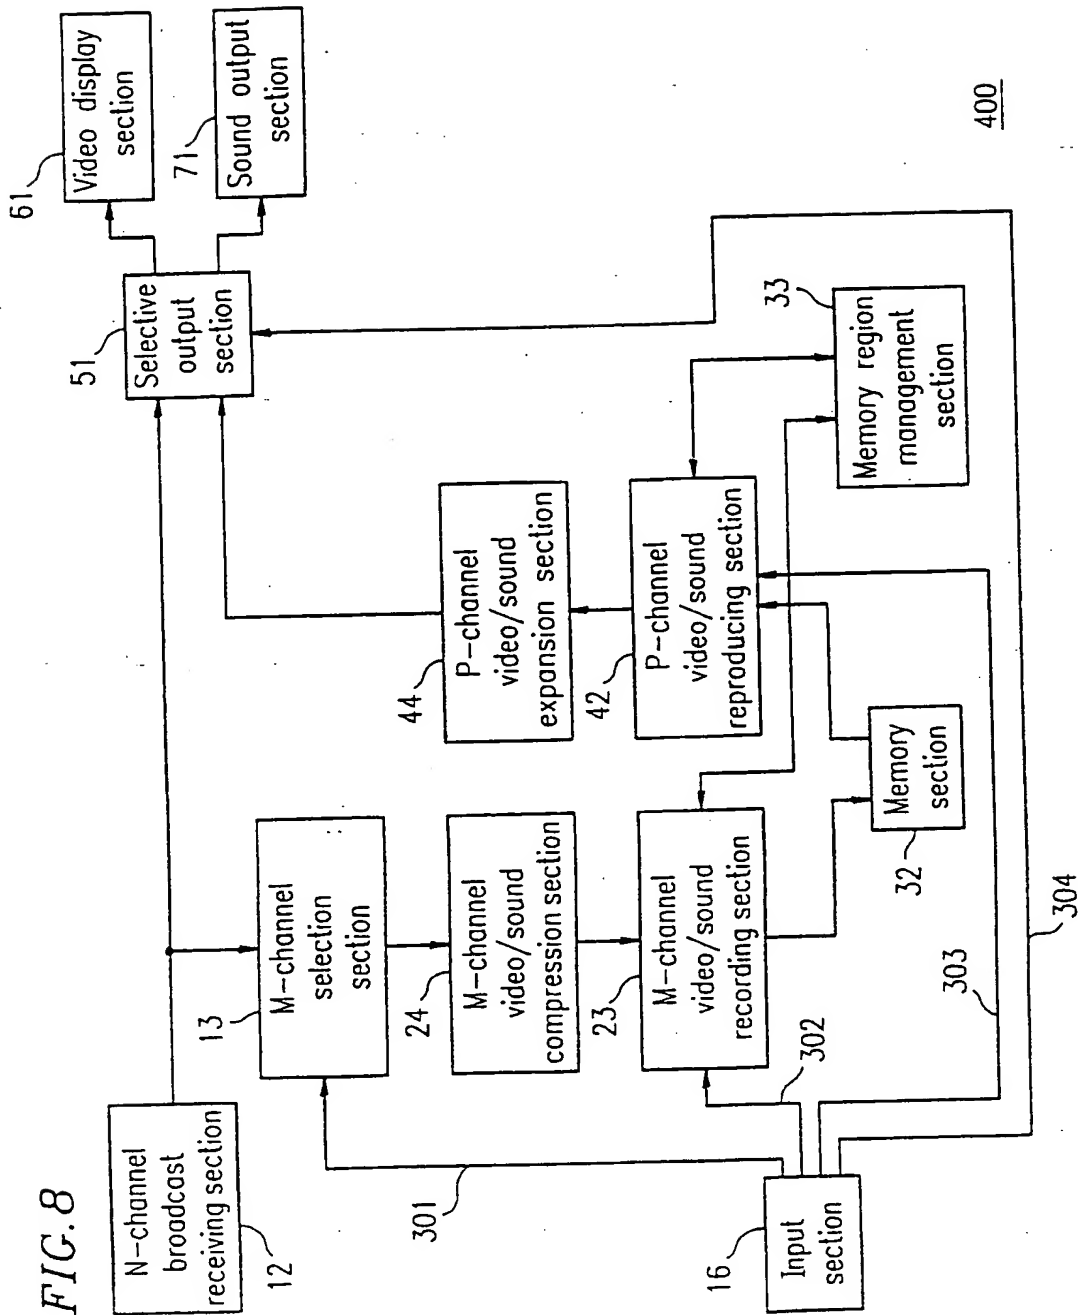 FIG.8
N-channel
broadcast
receiving section
12
M-channel
selection
section
13
M-channel
video/sound
compression section
24
M-channel
video/sound
recording section
23
Input
section
16
301
302
303
304
Memory
section
32
P-channel
video/sound
expansion section
44
P-channel
video/sound
reproducing section
42
Memory region
management
section
33
Selective
output
section
51
Video display
section
61
Sound output
section
71
400